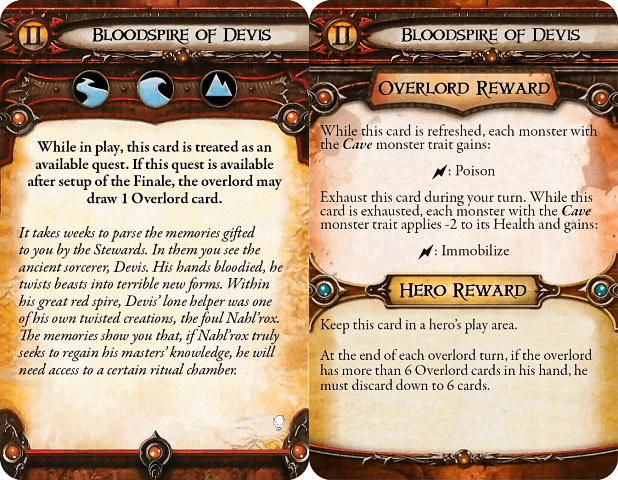 II
BLOODSPIRE OF DEVIS
While in play, this card is treated as an
available quest. If this quest is available
after setup of the Finale, the overlord may
draw 1 Overlord card.
It takes weeks to parse the memories gifted
to you by the Stewards. In them you see the
ancient sorcerer, Devis. His hands bloodied, he
twists beasts into terrible new forms. Within
his great red spire, Devis' lone helper was one
of his own twisted creations, the foul Nahl'rox.
The memories show you that, if Nahl'rox truly
seeks to regain his masters' knowledge, he will
need access to a certain ritual chamber.
II
BLOODSPIRE OF DEVIS
OVERLORD REWARD
While this card is refreshed, each monster with
the Cave monster trait gains:
: Poison
Exhaust this card during your turn. While this
card is exhausted, each monster with the Cave
monster trait applies -2 to its Health and gains:
: Immobilize
HERO REWARD
Keep this card in a hero's play area.
At the end of each overlord turn, if the overlord
has more than 6 Overlord cards in his hand, he
must discard down to 6 cards.